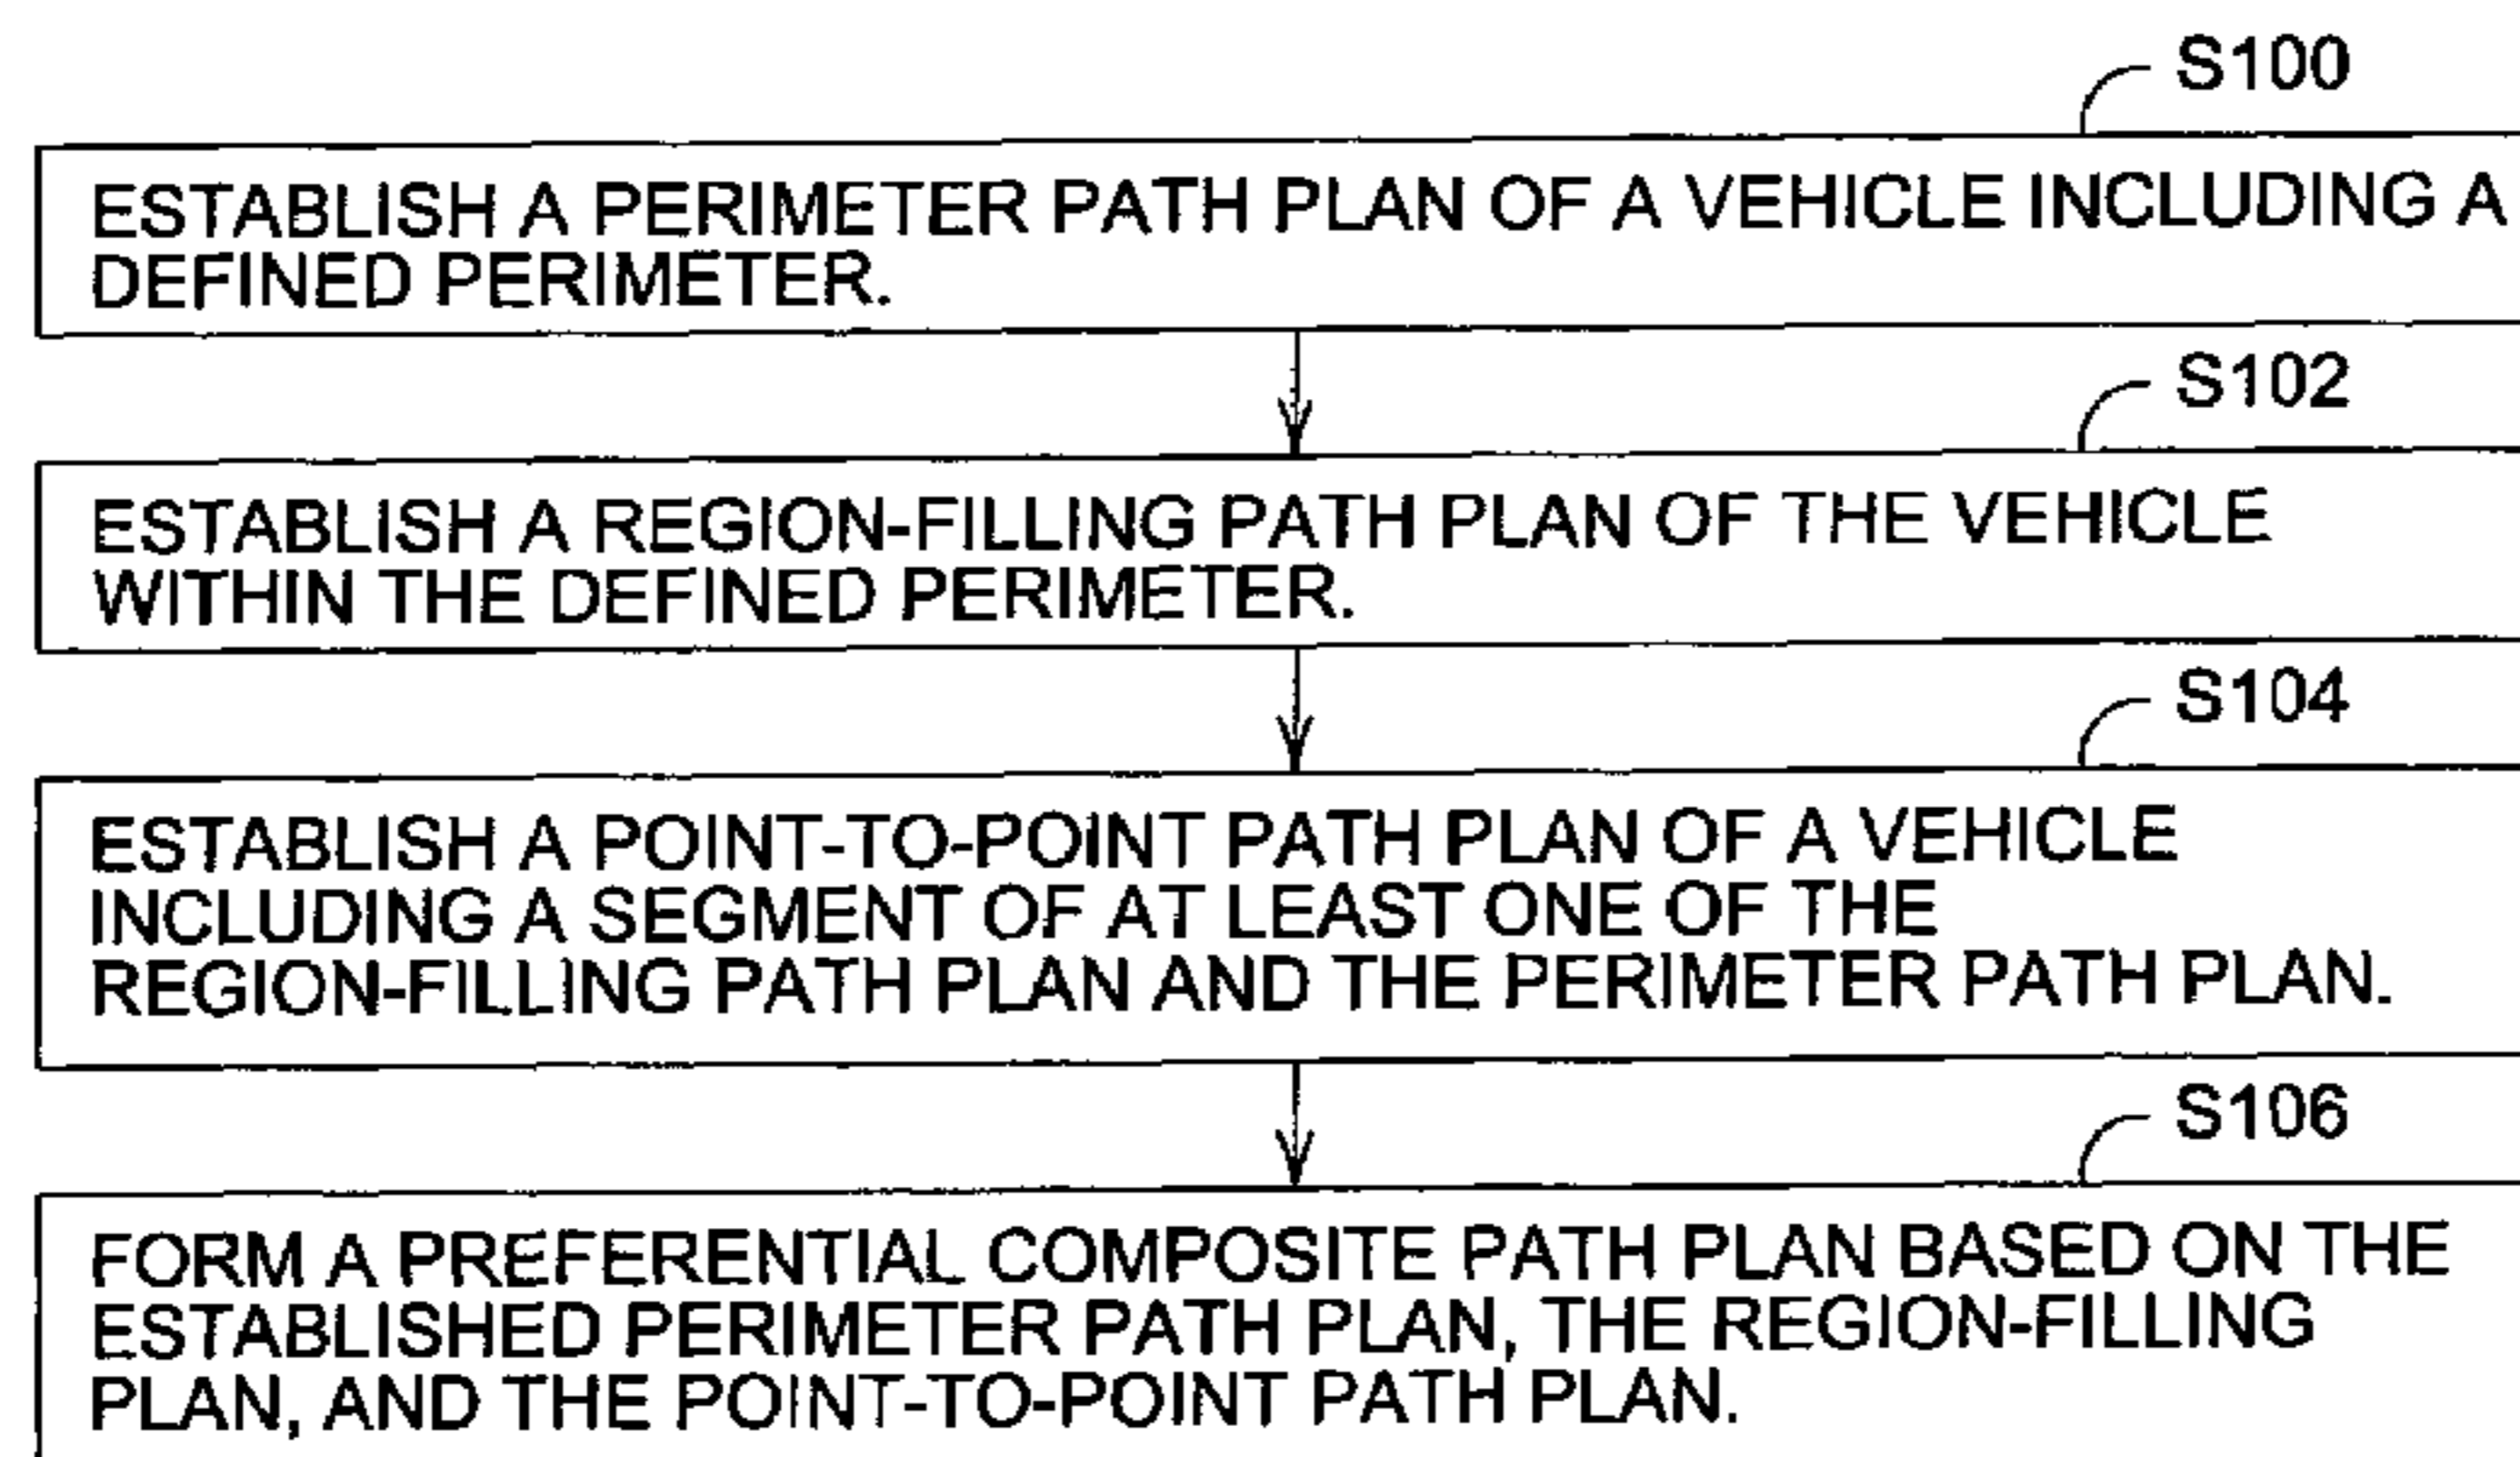 S100
ESTABLISH A PERIMETER PATH PLAN OF A VEHICLE INCLUDING A
DEFINED PERIMETER.
S102
ESTABLISH A REGION-FILLING PATH PLAN OF THE VEHICLE
WITHIN THE DEFINED PERIMETER.
S104
ESTABLISH A POINT-TO-POINT PATH PLAN OF A VEHICLE
INCLUDING A SEGMENT OF AT LEAST ONE OF THE
REGION-FILLING PATH PLAN AND THE PERIMETER PATH PLAN.
S106
FORM A PREFERENTIAL COMPOSITE PATH PLAN BASED ON THE
ESTABLISHED PERIMETER PATH PLAN, THE REGION-FILLING
PLAN, AND THE POINT-TO-POINT PATH PLAN.